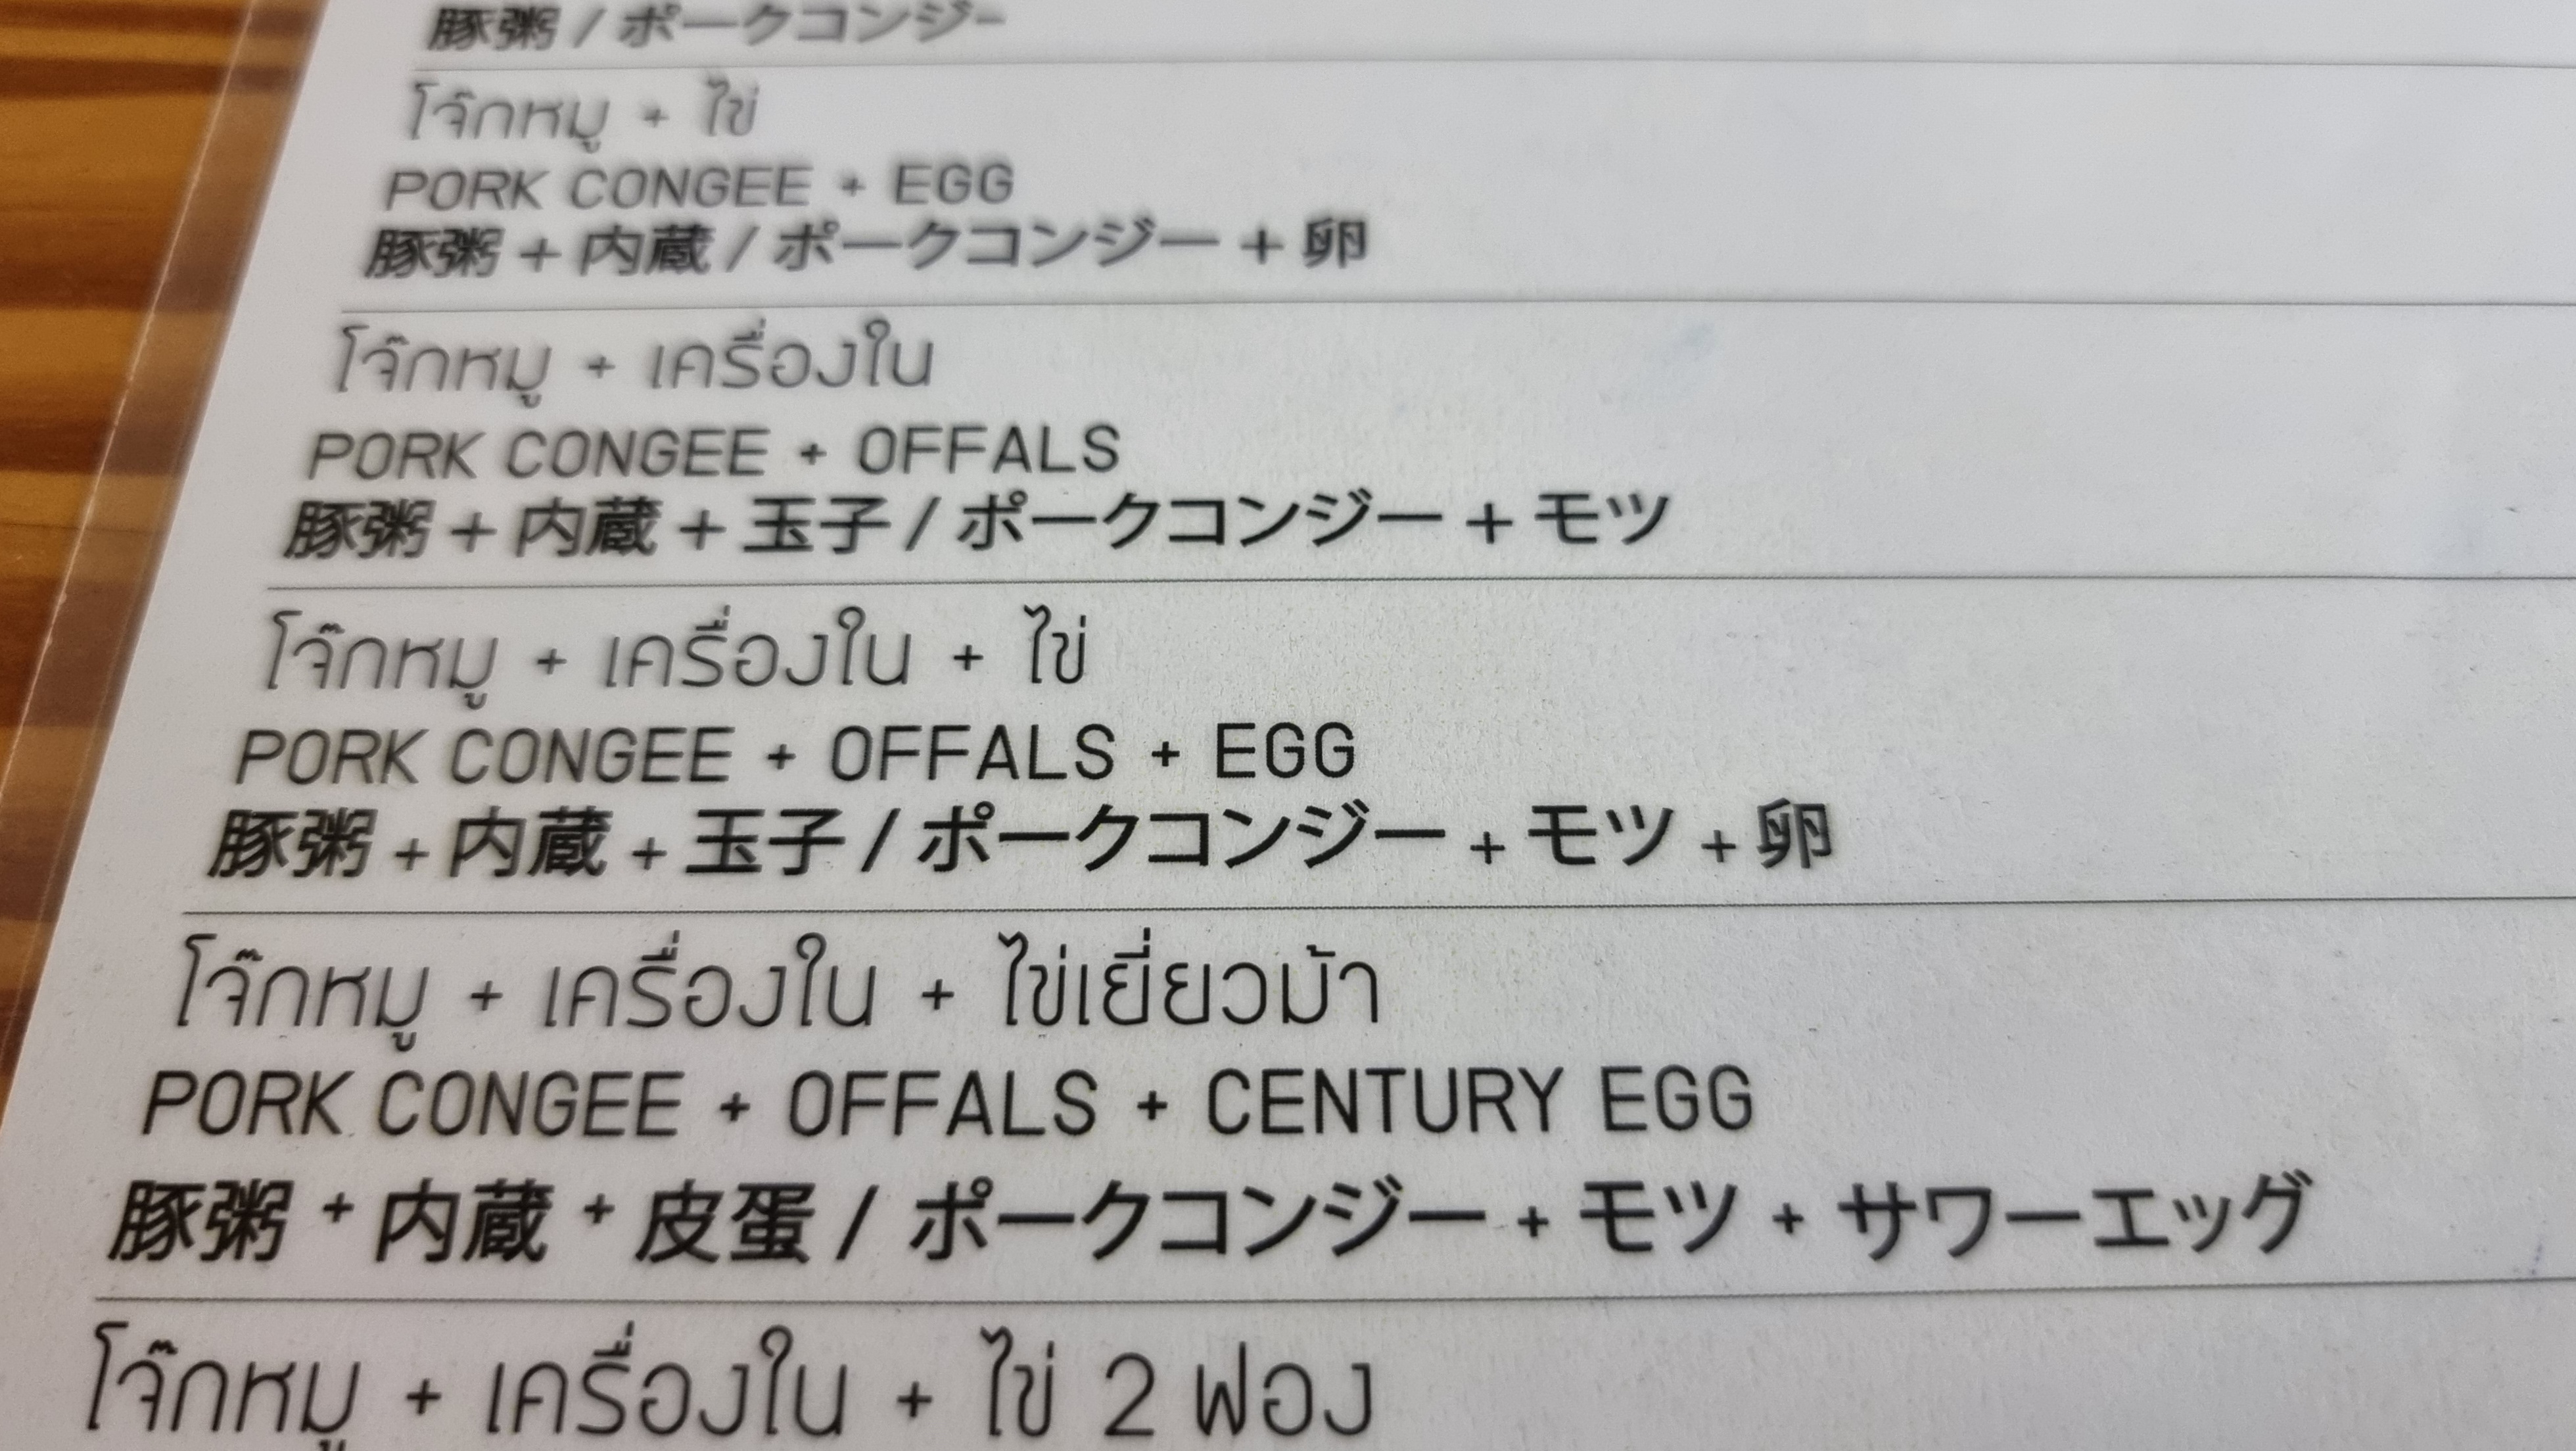 豚粥 / ポークコンジー
โจ๊กหมู + ไข่
PORK CONGEE + EGG
豚粥 + 内蔵 / ポークコンジー + 卵
โจ๊กหมู + เครื่องใน
PORK CONGEE + OFFALS
豚粥 + 内蔵 + 玉子 / ポークコンジー + モツ
โจ๊กหมู + เครื่องใน + ไข่
PORK CONGEE + OFFALS + EGG
豚粥 + 内蔵 + 玉子 / ポークコンジー + モツ + 卵
โจ๊กหมู + เครื่องใน + ไข่เยี่ยวม้า
PORK CONGEE + OFFALS + CENTURY EGG
豚粥 + 内蔵 + 皮蛋 / ポークコンジー + モツ + サワーエッグ
โจ๊กหมู + เครื่องใน + ไข่ 2 ฟอง